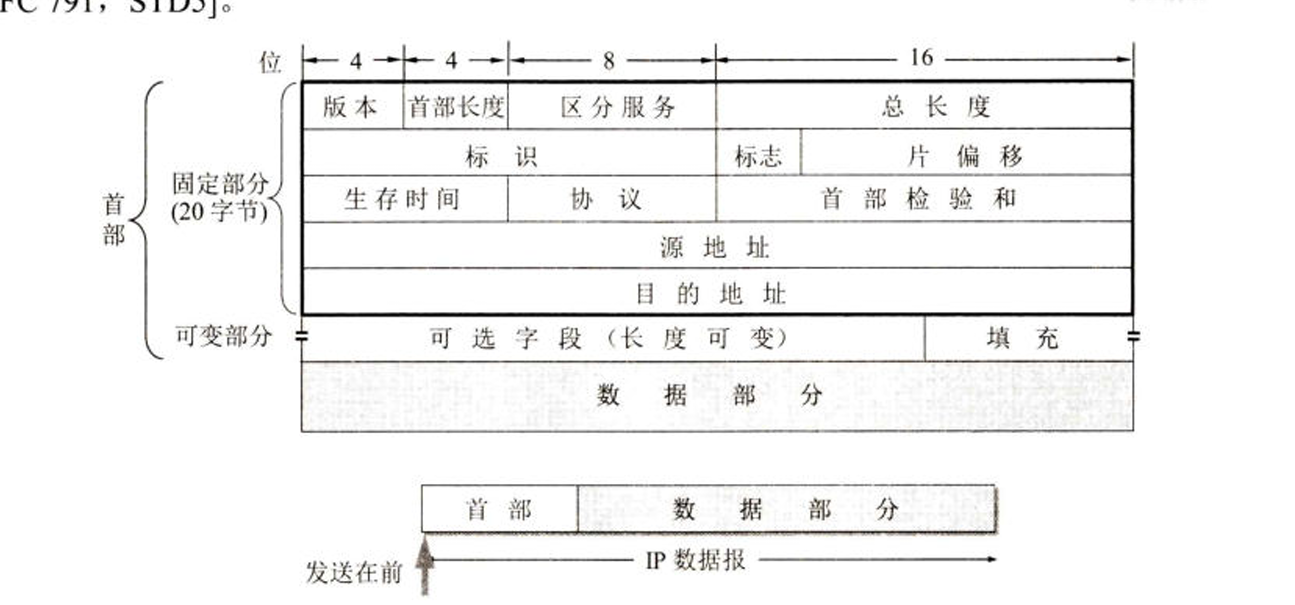 FC 791，STD5]。
位 4 4 8 16
版本 首部长度 区分服务 总长度
标识 标志 片偏移
固定部分
(20 字节)
生存时间 协议 首部检验和
首部
源地址
目的地址
可变部分 可选字段（长度可变） 填充
数据部分
首部 数据部分
发送在前 IP 数据报